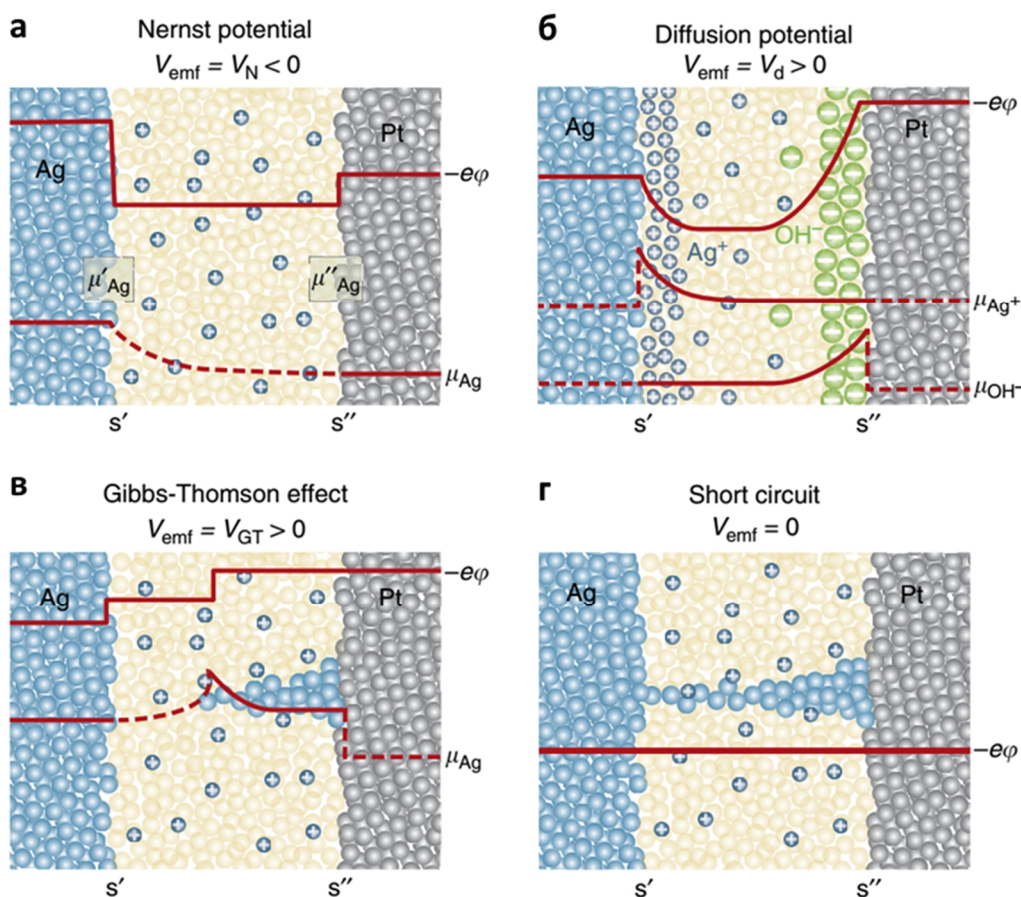 а
Nernst potential
V_emf = V_N < 0
Ag
Pt
−eφ
μ′_Ag
μ″_Ag
μ_Ag
s′
s″
б
Diffusion potential
V_emf = V_d > 0
Ag
Pt
−eφ
OH⁻
Ag⁺
μ_Ag⁺
μ_OH⁻
s′
s″
в
Gibbs-Thomson effect
V_emf = V_GT > 0
Ag
Pt
−eφ
μ_Ag
s′
s″
г
Short circuit
V_emf = 0
Ag
Pt
−eφ
s′
s″